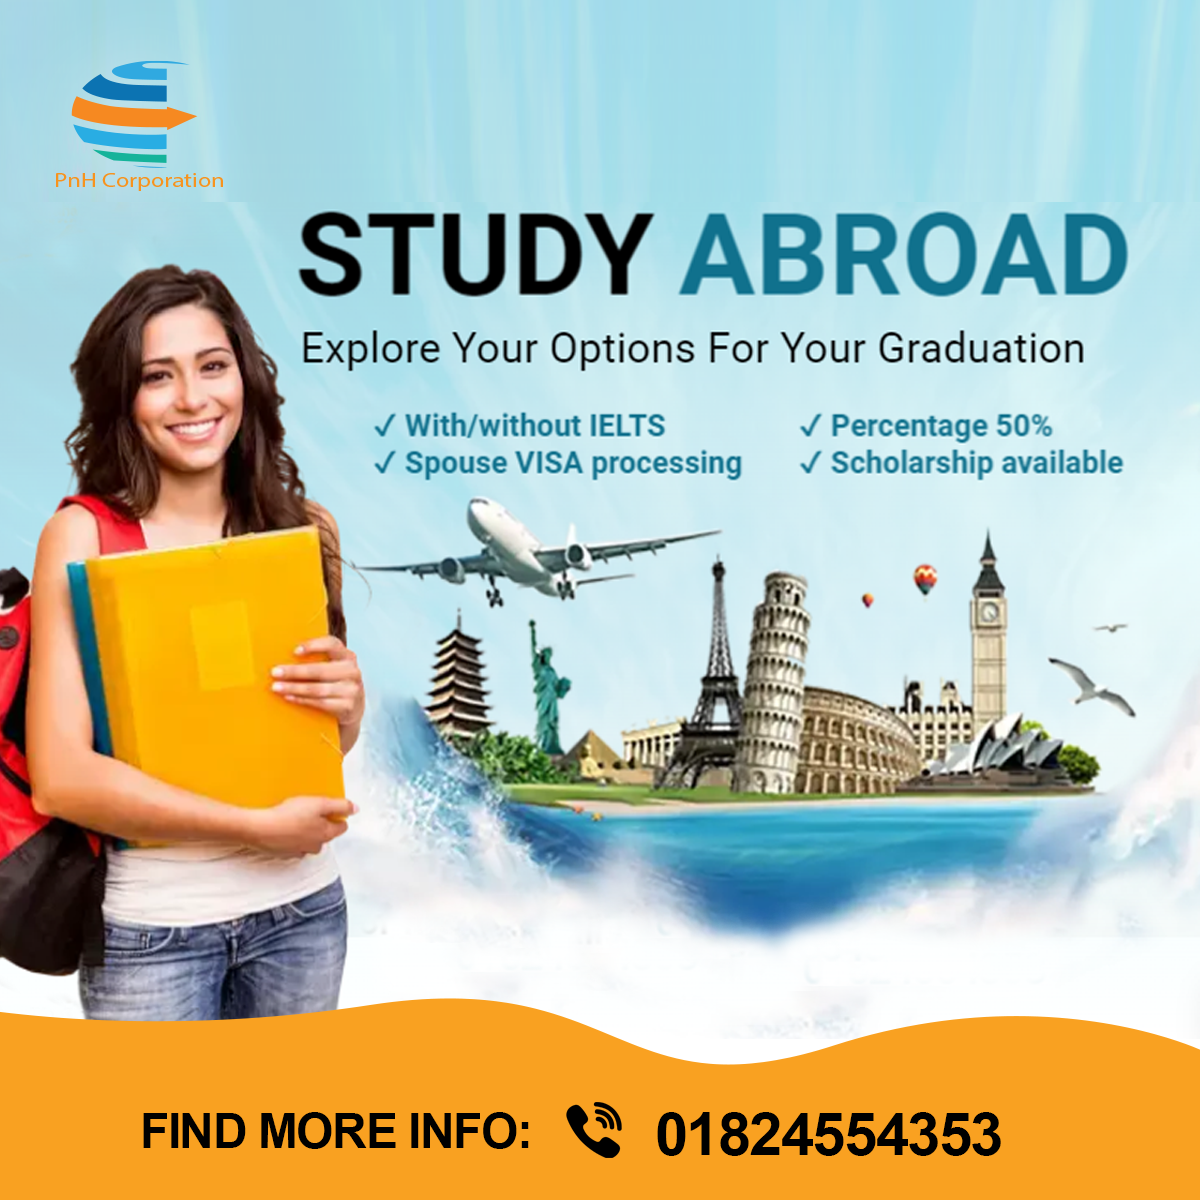 PnH Corporation
STUDY ABROAD
Explore Your Options For Your Graduation
✓ With/without IELTS
✓ Spouse VISA processing
✓ Percentage 50%
✓ Scholarship available
FIND MORE INFO: 01824554353